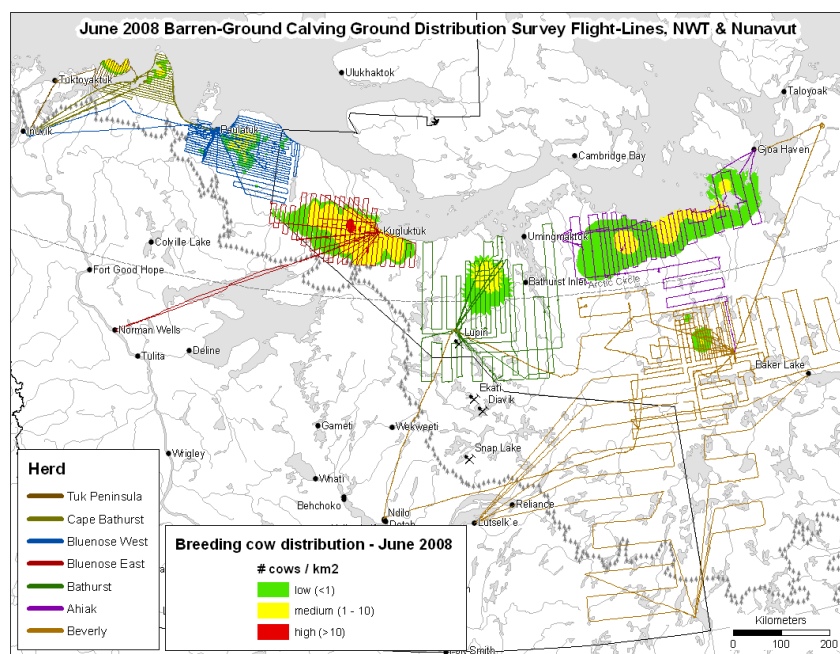 June 2008 Barren-Ground Calving Ground Distribution Survey Flight-Lines, NWT & Nunavut
Ulukhaktok
Tuktoyaktuk
Taloyoak
Inuvik
Paulatuk
Gjoa Haven
Cambridge Bay
Kugluktuk
Umingmaktok
Colville Lake
Fort Good Hope
Bathurst Inlet
Arctic Circle
Norman Wells
Lupin
Tulita
Deline
Baker Lake
Ekati
Diavik
Gameti
Wekweeti
Snap Lake
Wrigley
Whati
Behchoko
Reliance
Ndilo
Detah
Lutselk'e
Herd
Tuk Peninsula
Cape Bathurst
Bluenose West
Bluenose East
Bathurst
Ahiak
Beverly
Breeding cow distribution - June 2008
# cows / km2
low (<1)
medium (1 - 10)
high (>10)
Kilometers
0 100 200
Smith